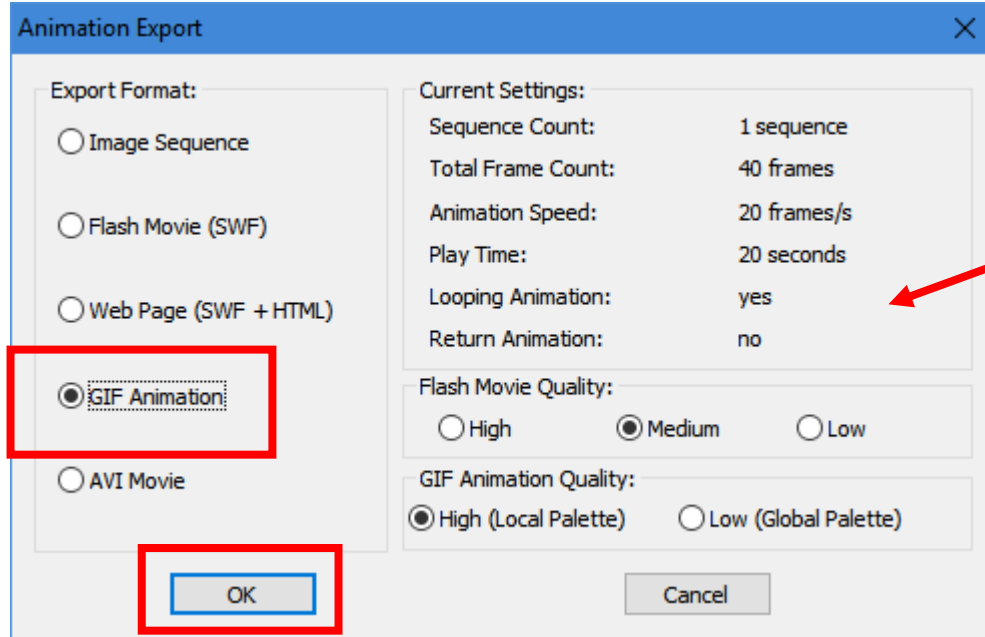 Animation Export
Export Format:
Image Sequence
Flash Movie (SWF)
Web Page (SWF + HTML)
GIF Animation
AVI Movie
Current Settings:
Sequence Count: 1 sequence
Total Frame Count: 40 frames
Animation Speed: 20 frames/s
Play Time: 20 seconds
Looping Animation: yes
Return Animation: no
Flash Movie Quality:
High Medium Low
GIF Animation Quality:
High (Local Palette) Low (Global Palette)
OK Cancel